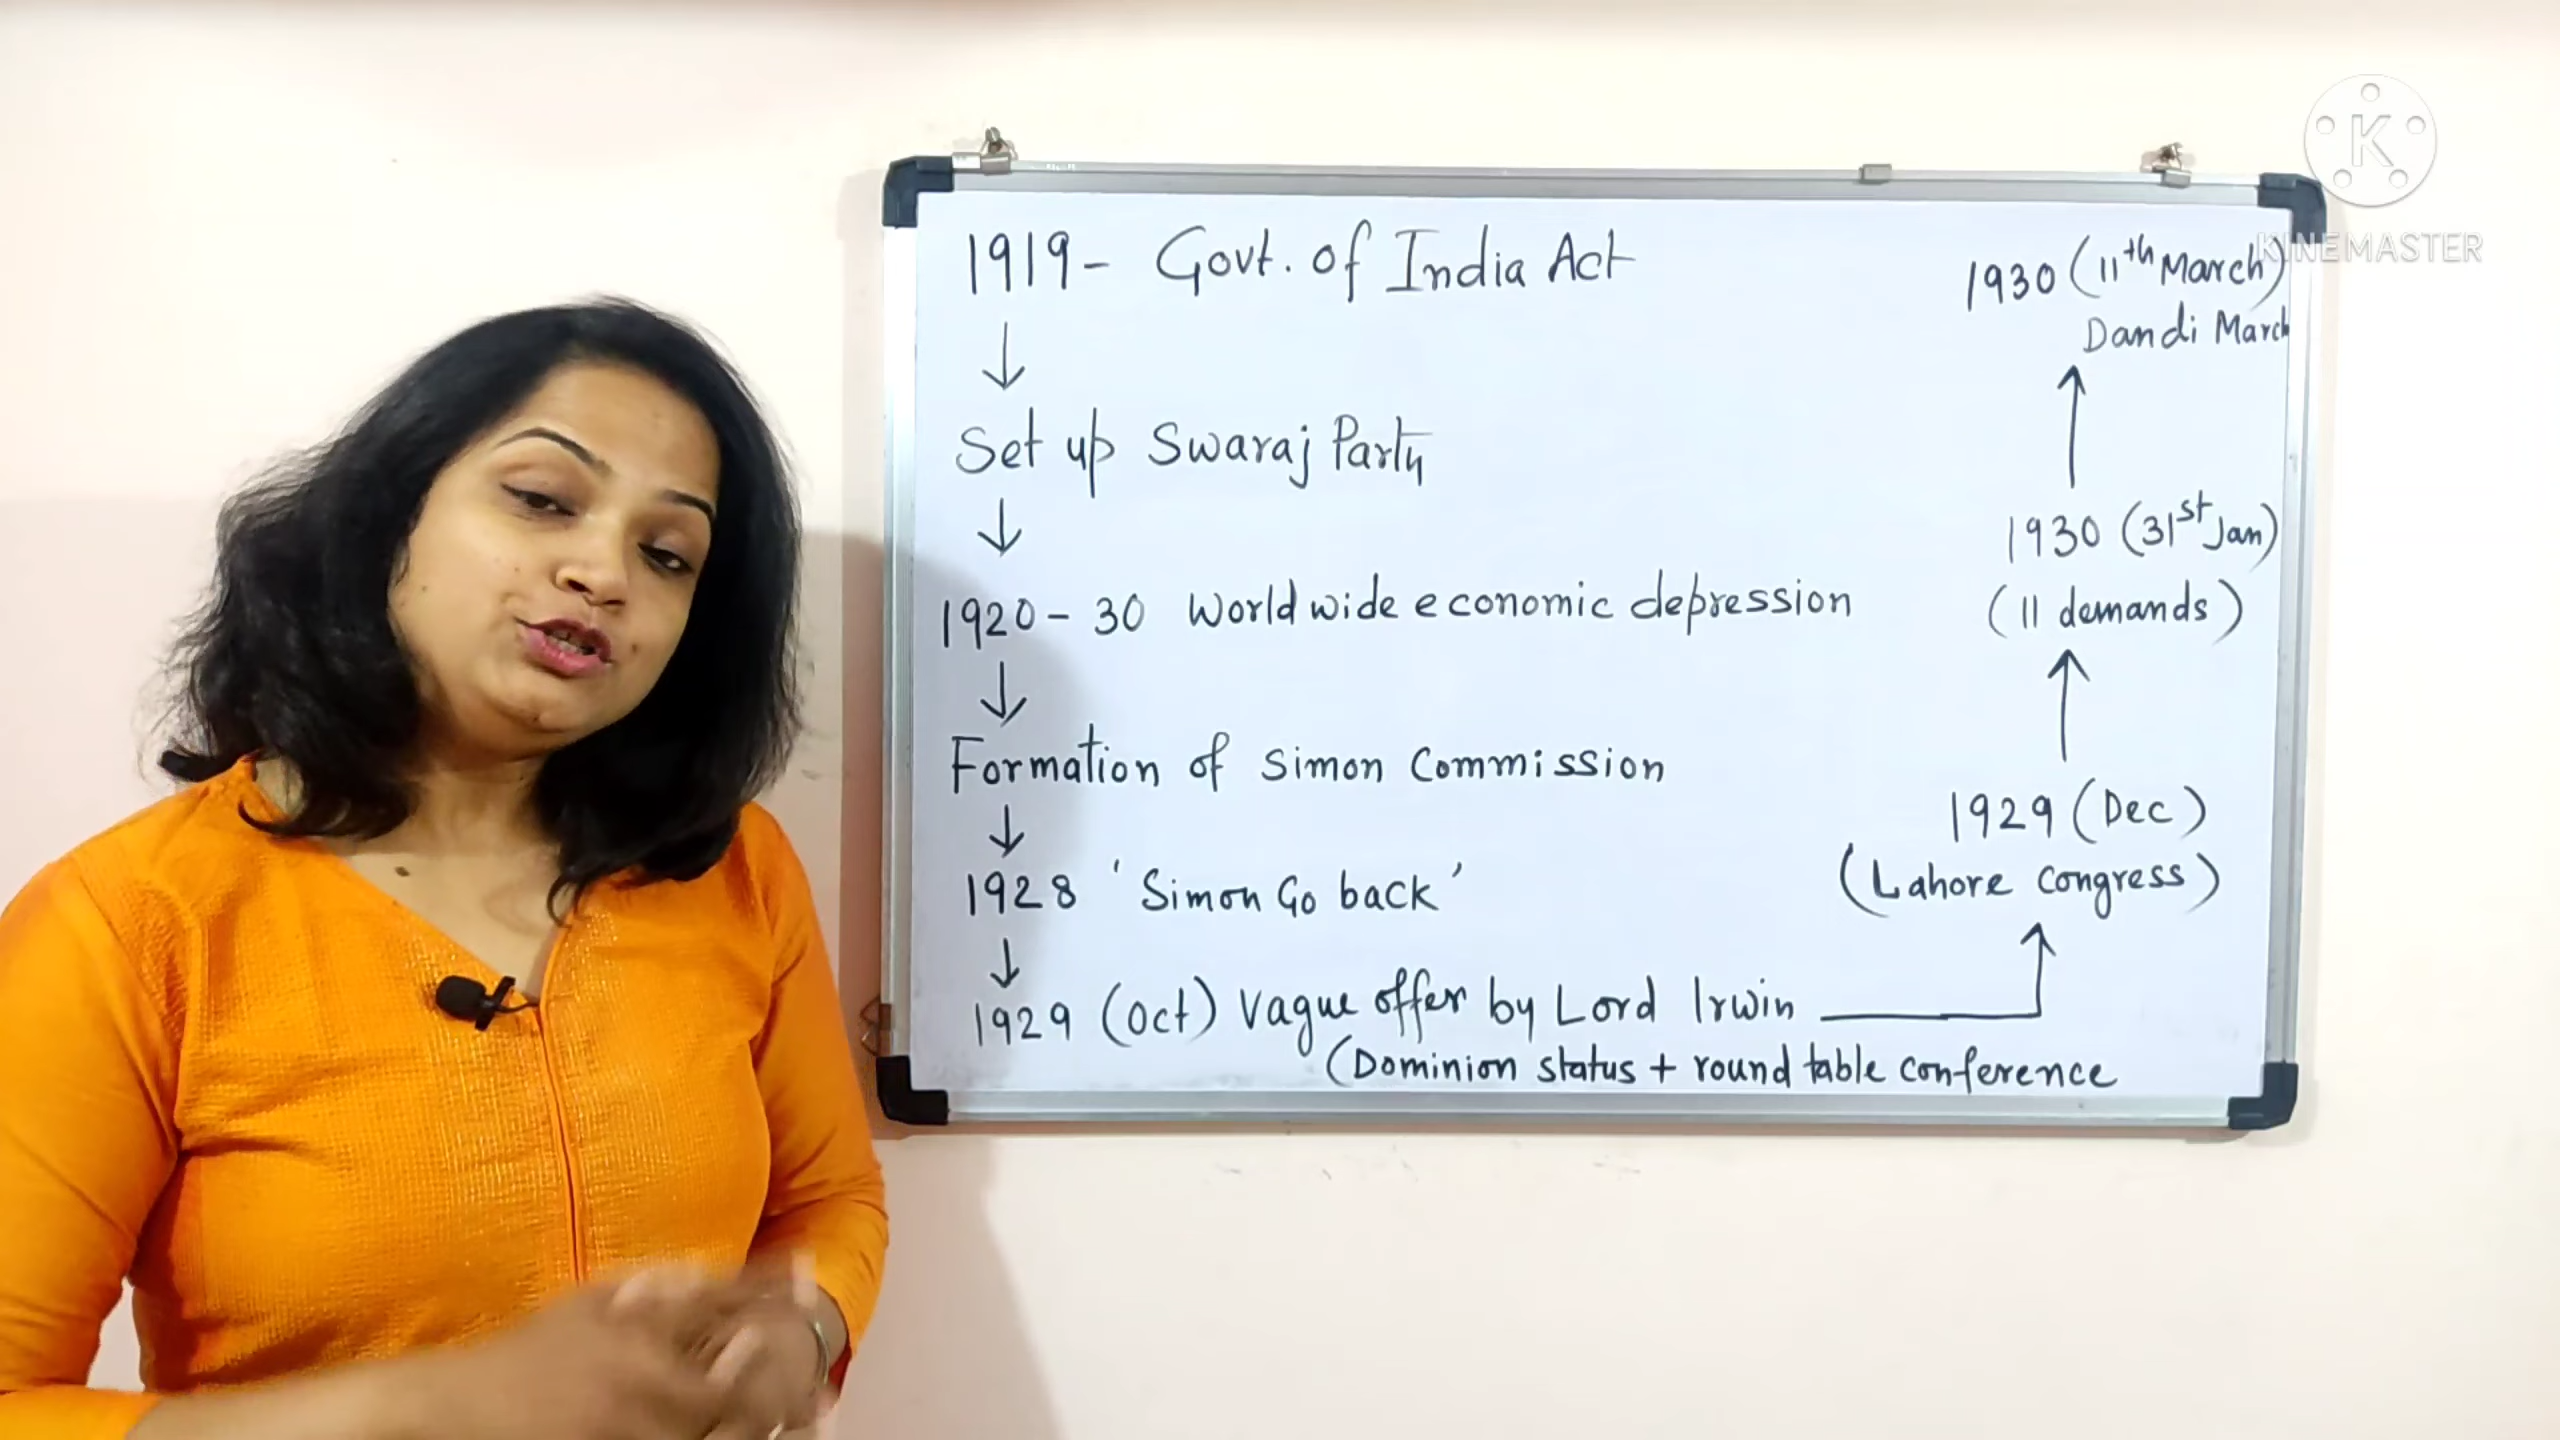 1919 - Govt. of India Act
↓
Set up Swaraj Party
↓
1920 - 30 World wide economic depression
↓
Formation of Simon Commission
↓
1928 'Simon Go back'
↓
1929 (Oct) Vague offer by Lord Irwin
(Dominion status + round table conference
1929 (Dec)
(Lahore Congress)
↑
1930 (31st Jan)
(11 demands)
↑
1930 (11th March)
Dandi March
K
KINEMASTER